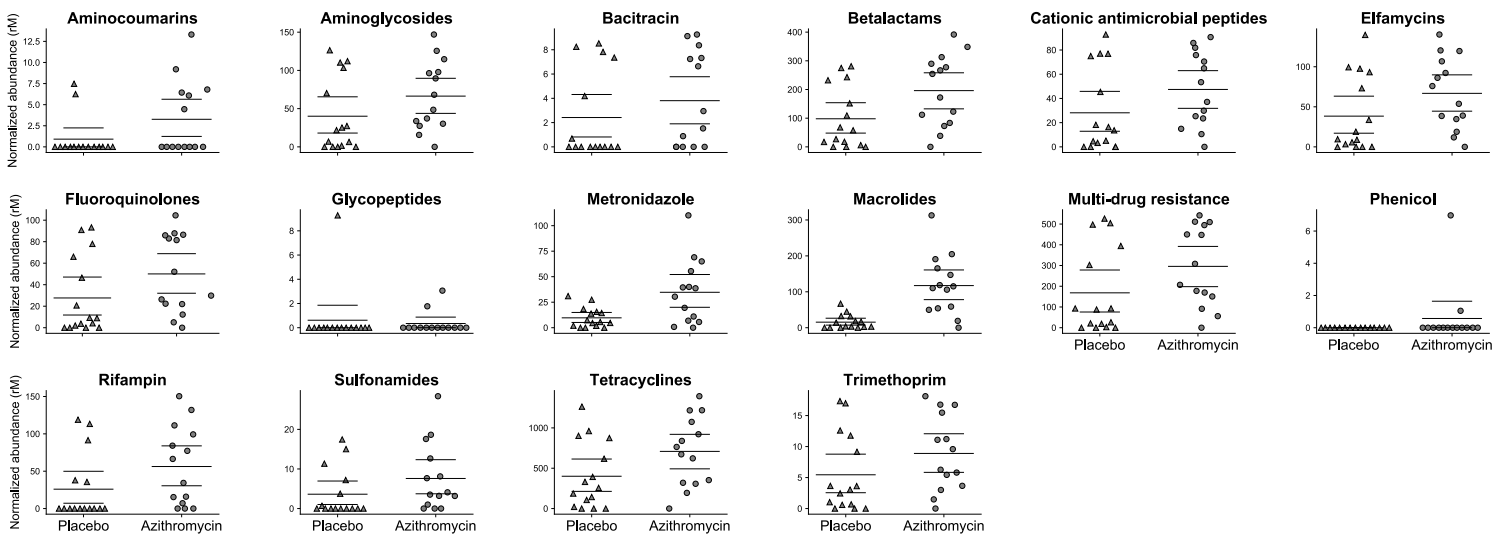 Aminocoumarins
Aminoglycosides
Bacitracin
Betalactams
Cationic antimicrobial peptides
Elfamycins
Normalized abundance (rM)
12.5
10.0
7.5
5.0
2.5
0.0
150
100
50
0
8
6
4
2
0
400
300
200
100
0
80
60
40
20
0
100
50
0
Fluoroquinolones
Glycopeptides
Metronidazole
Macrolides
Multi-drug resistance
Phenicol
Normalized abundance (rM)
100
80
60
40
20
0
8
6
4
2
0
100
75
50
25
0
300
200
100
0
500
400
300
200
100
0
6
4
2
0
Placebo Azithromycin
Placebo Azithromycin
Rifampin
Sulfonamides
Tetracyclines
Trimethoprim
Normalized abundance (rM)
150
100
50
0
20
10
0
1000
500
0
15
10
5
0
Placebo Azithromycin
Placebo Azithromycin
Placebo Azithromycin
Placebo Azithromycin